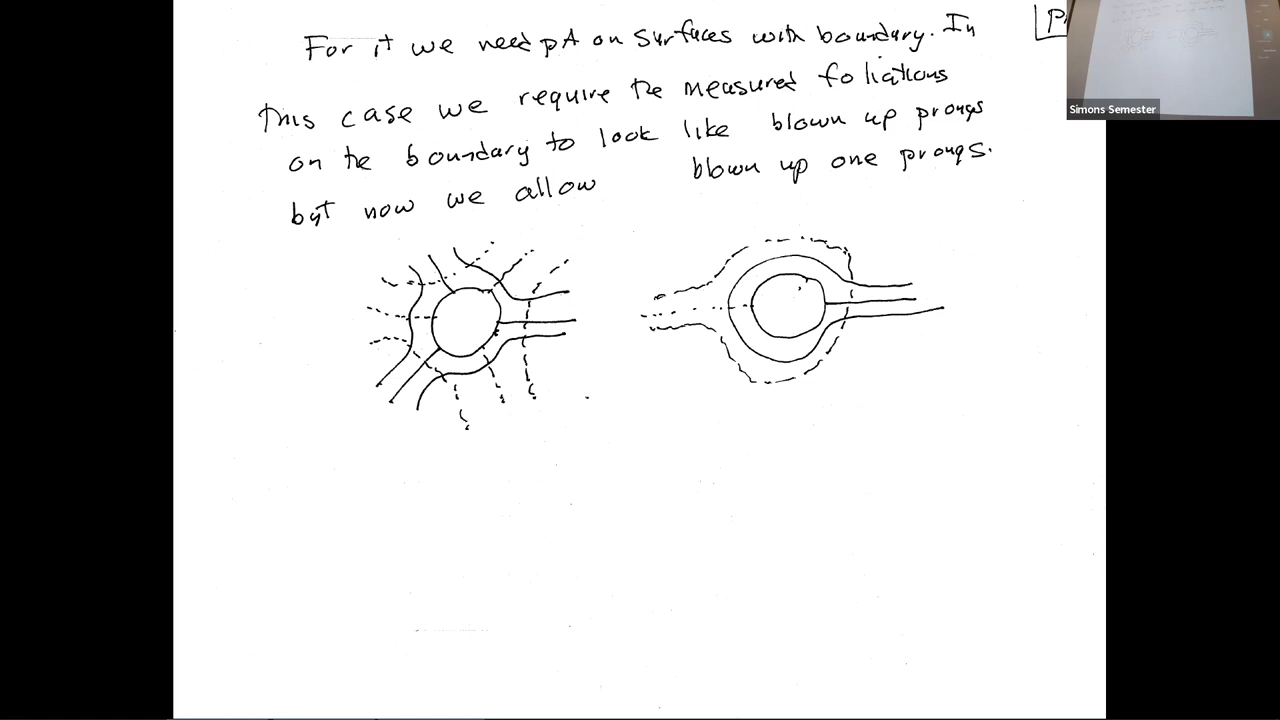 For it we need pA on surfaces with boundary. In
this case we require the measured foliations
on the boundary to look like blown up prongs
but now we allow blown up one prongs.
Simons Semester